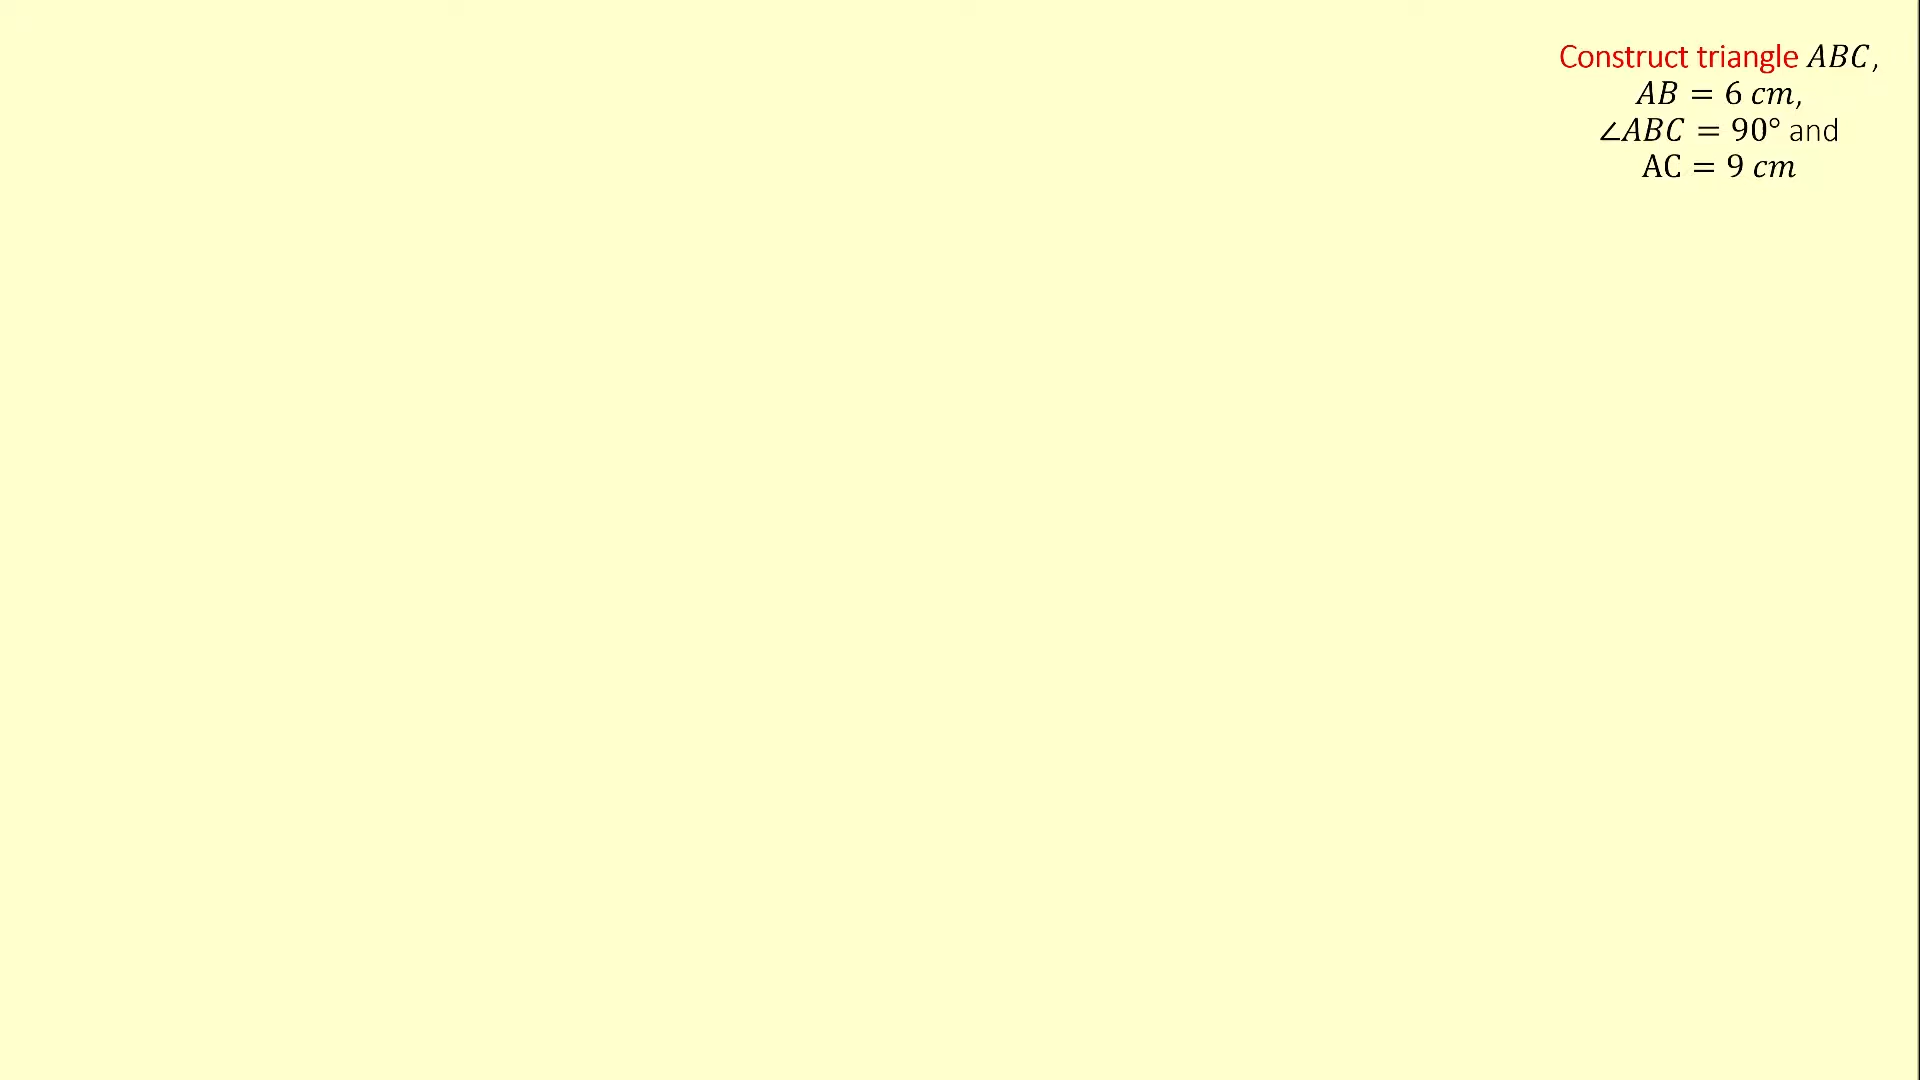 Construct triangle ABC,
AB = 6 cm,
∠ABC = 90° and
AC = 9 cm